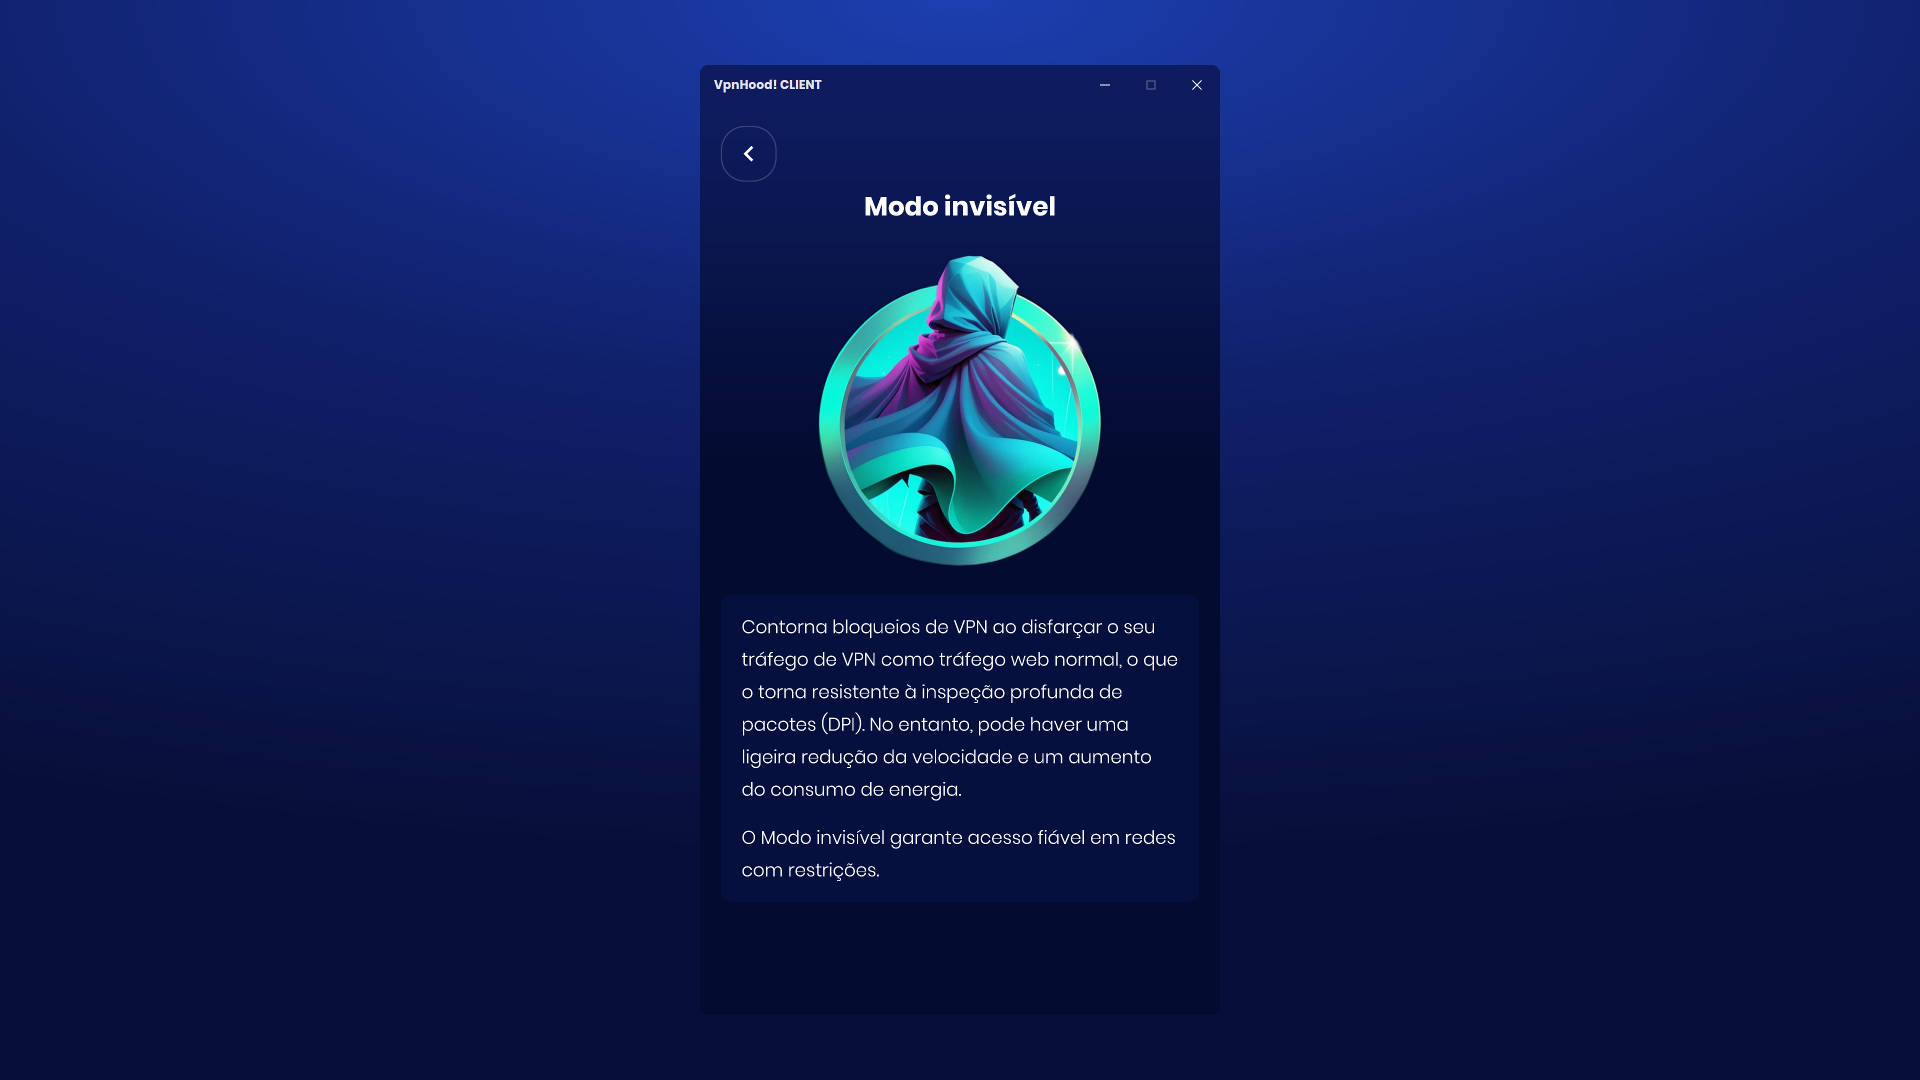 VpnHood! CLIENT
Modo invisível
Contorna bloqueios de VPN ao disfarçar o seu
tráfego de VPN como tráfego web normal, o que
o torna resistente à inspeção profunda de
pacotes (DPI). No entanto, pode haver uma
ligeira redução da velocidade e um aumento
do consumo de energia.
O Modo invisível garante acesso fiável em redes
com restrições.